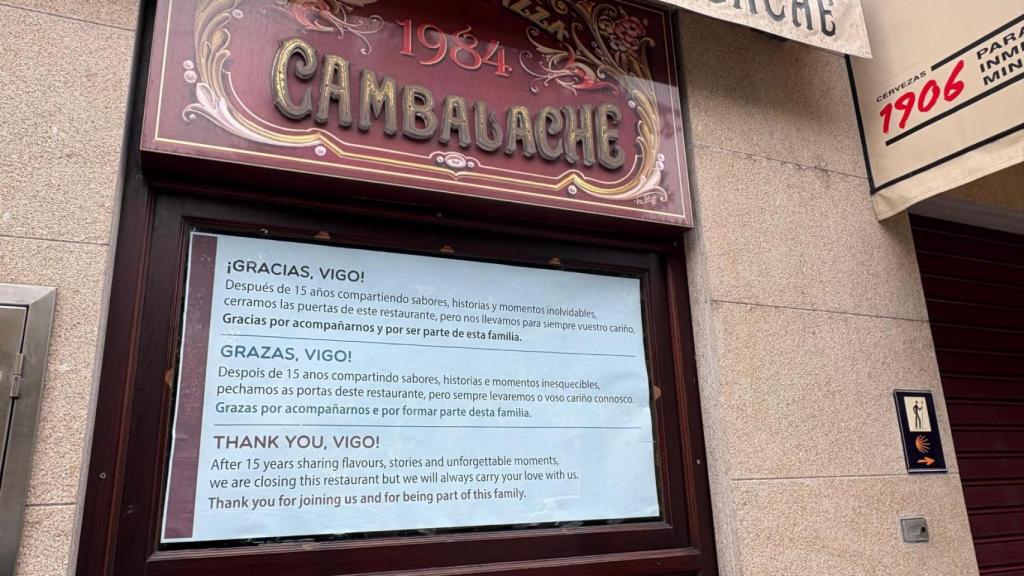 1984
CAMBALACHE
CERVEZAS
1906
¡GRACIAS, VIGO!
Después de 15 años compartiendo sabores, historias y momentos inolvidables,
cerramos las puertas de este restaurante, pero nos llevamos para siempre vuestro cariño.
Gracias por acompañarnos y por ser parte de esta familia.
GRAZAS, VIGO!
Despois de 15 anos compartindo sabores, historias e momentos inesquecibles,
pechamos as portas deste restaurante, pero sempre levaremos o voso cariño connosco.
Grazas por acompañarnos e por formar parte desta familia.
THANK YOU, VIGO!
After 15 years sharing flavours, stories and unforgettable moments,
we are closing this restaurant but we will always carry your love with us.
Thank you for joining us and for being part of this family.